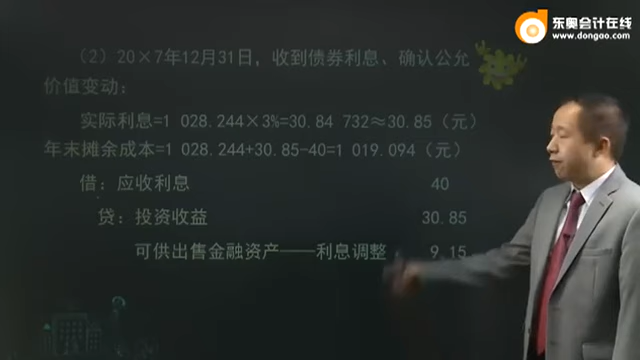 东奥会计在线
www.dongao.com
(2)20×7年12月31日,收到债券利息、确认公允
价值变动:
实际利息=1 028.244×3%=30.84 732≈30.85(元)
年末摊余成本=1 028.244+30.85-40=1 019.094(元)
借:应收利息 40
贷:投资收益 30.85
可供出售金融资产——利息调整 9.15